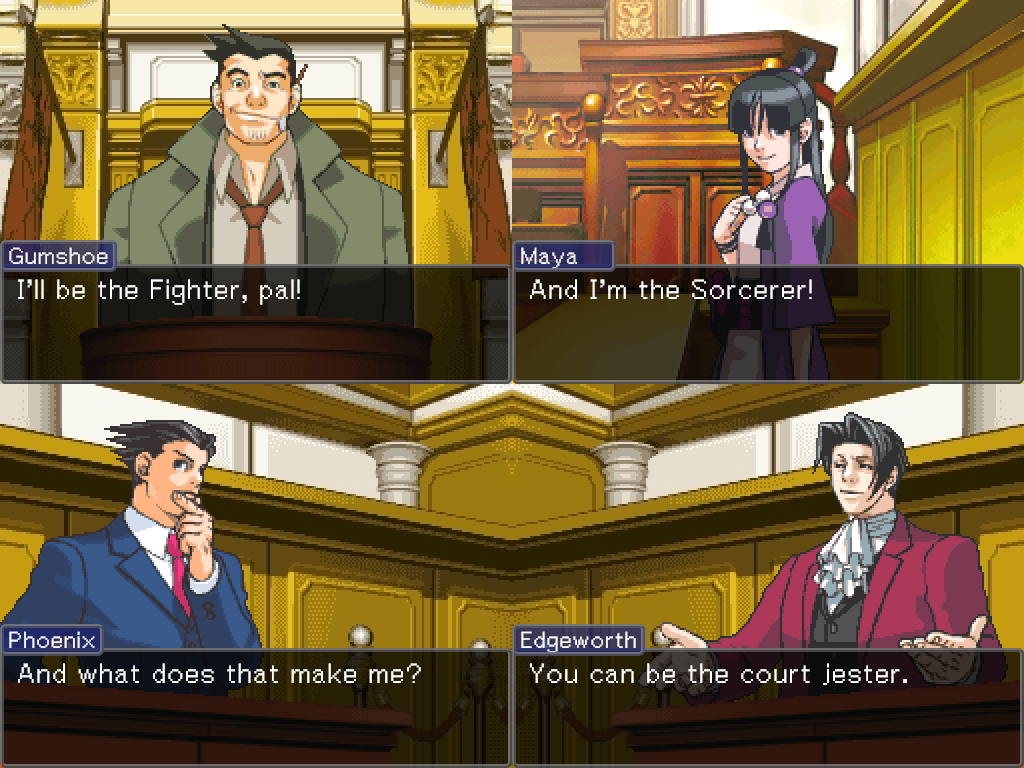 Gumshoe
I'll be the Fighter, pal!
Maya
And I'm the Sorcerer!
Phoenix
And what does that make me?
Edgeworth
You can be the court jester.